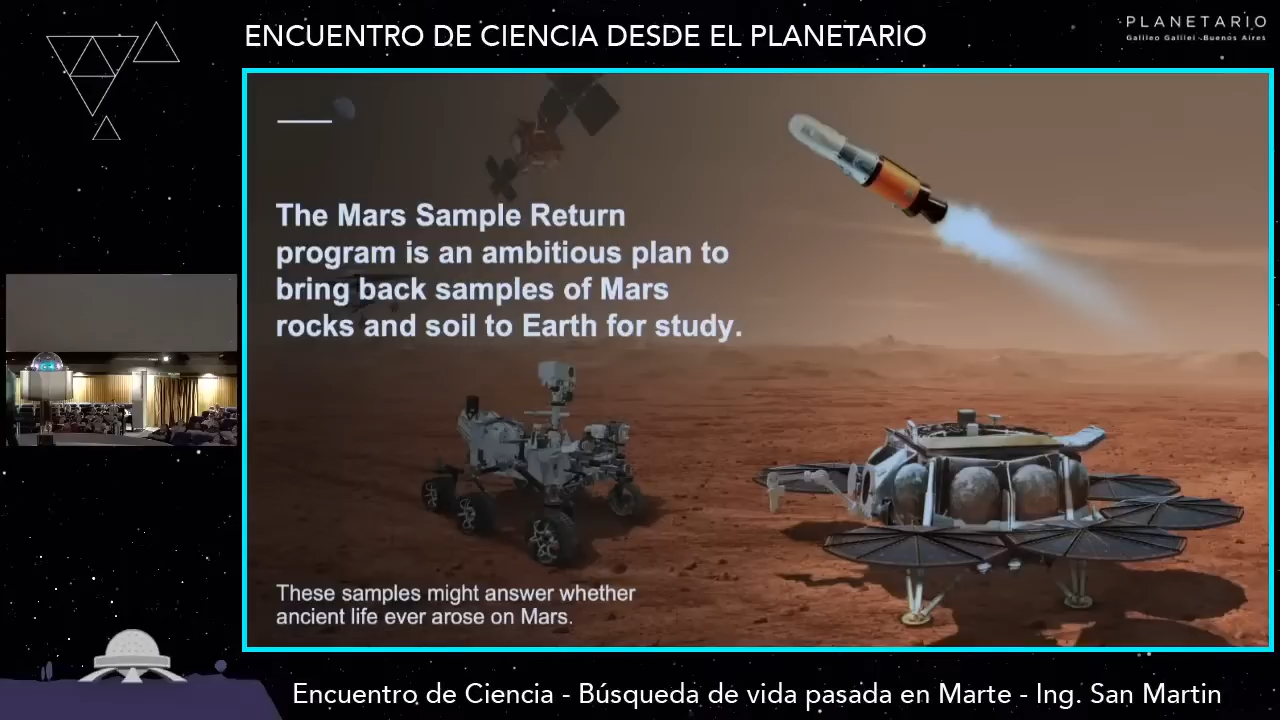 ENCUENTRO DE CIENCIA DESDE EL PLANETARIO
PLANETARIO
Galileo Galilei - Buenos Aires
The Mars Sample Return
program is an ambitious plan to
bring back samples of Mars
rocks and soil to Earth for study.
These samples might answer whether
ancient life ever arose on Mars.
Encuentro de Ciencia - Búsqueda de vida pasada en Marte - Ing. San Martin